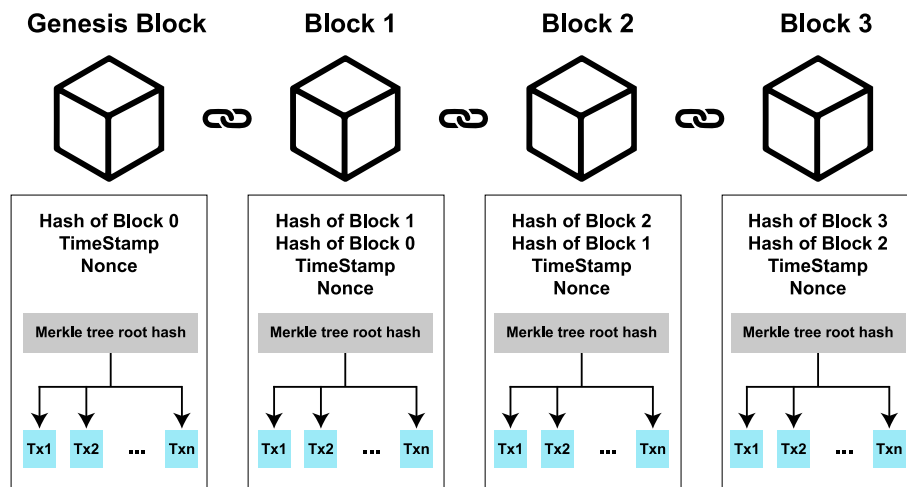 Genesis Block
Block 1
Block 2
Block 3
Hash of Block 0
TimeStamp
Nonce
Merkle tree root hash
Tx1 Tx2 ... Txn
Hash of Block 1
Hash of Block 0
TimeStamp
Nonce
Merkle tree root hash
Tx1 Tx2 ... Txn
Hash of Block 2
Hash of Block 1
TimeStamp
Nonce
Merkle tree root hash
Tx1 Tx2 ... Txn
Hash of Block 3
Hash of Block 2
TimeStamp
Nonce
Merkle tree root hash
Tx1 Tx2 ... Txn